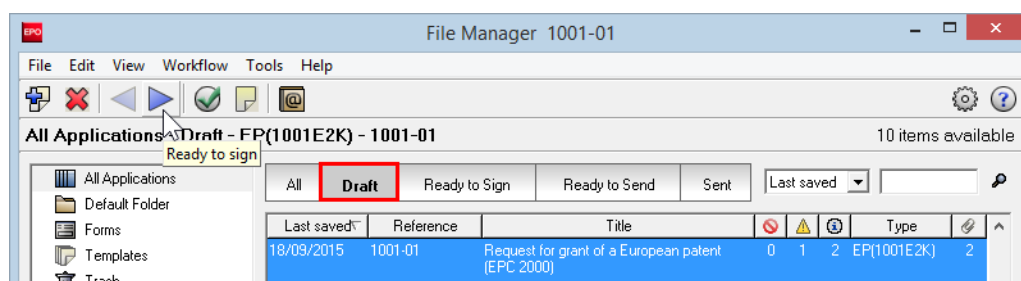 EPO File Manager 1001-01
File Edit View Workflow Tools Help
All Applications Draft - EP(1001E2K) - 1001-01 10 items available
Ready to sign
All Applications
All Draft Ready to Sign Ready to Send Sent Last saved
Default Folder
Forms
Last saved Reference Title Type
Templates
18/09/2015 1001-01 Request for grant of a European patent 0 1 2 EP(1001E2K) 2
(EPC 2000)
Trash